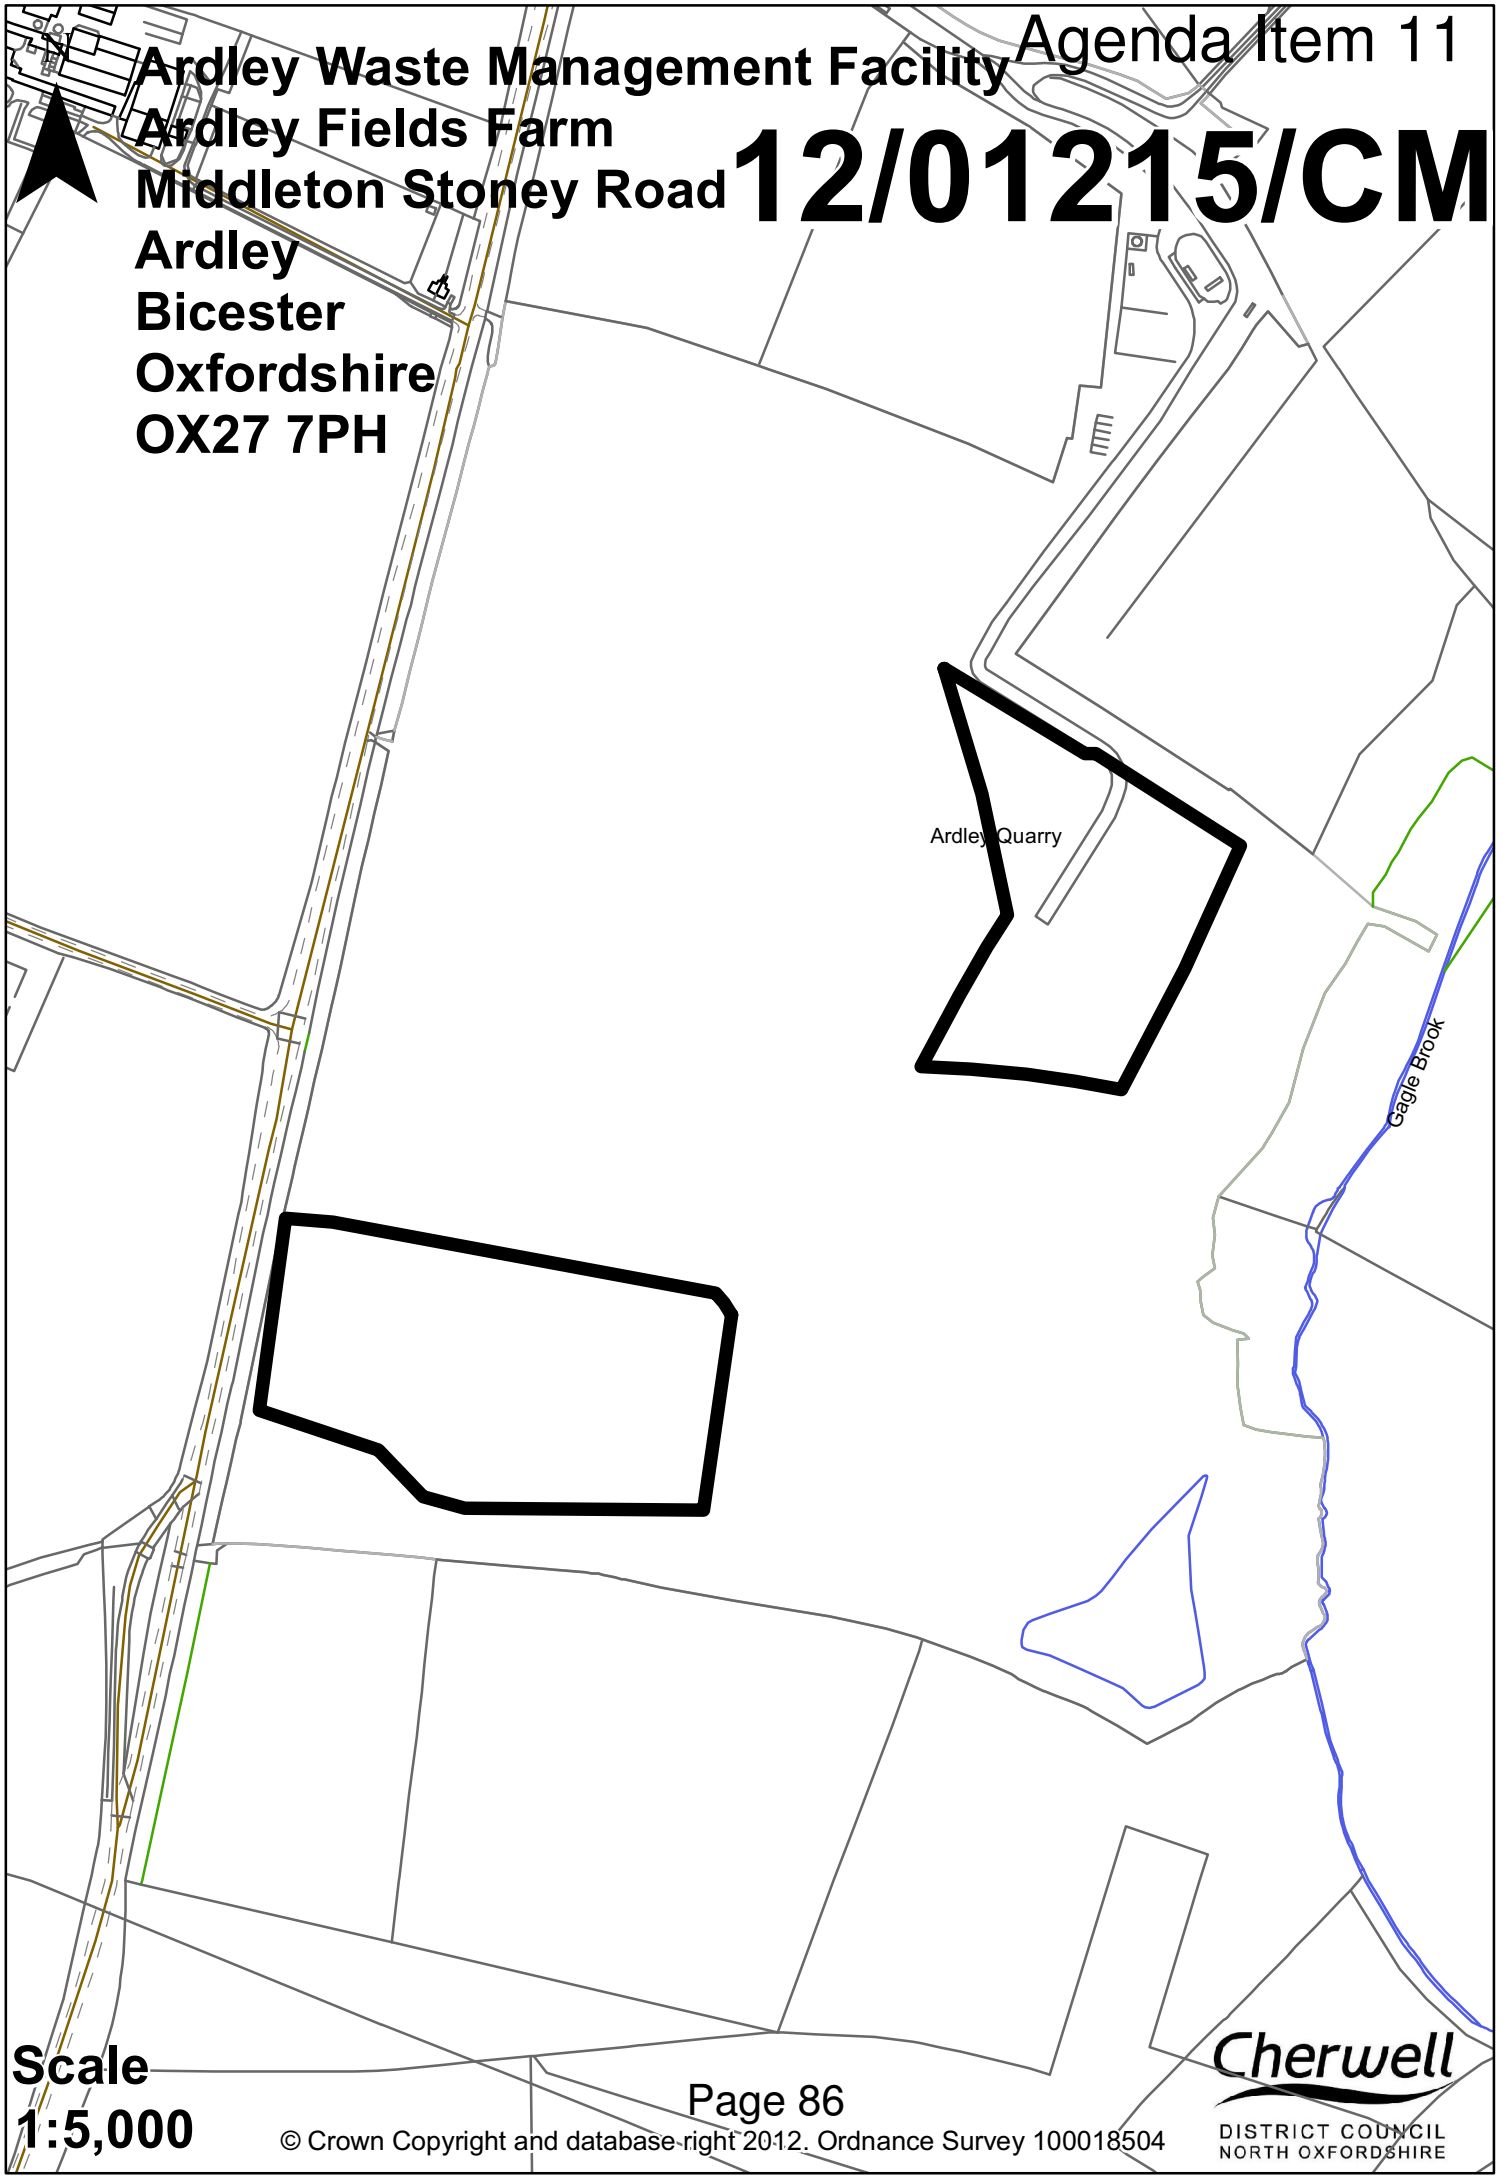 Agenda Item 11
Ardley Waste Management Facility
Ardley Fields Farm
Middleton Stoney Road
Ardley
Bicester
Oxfordshire
OX27 7PH
12/01215/CM
N
Ardley Quarry
Gagle Brook
Scale
1:5,000
Page 86
© Crown Copyright and database right 2012. Ordnance Survey 100018504
Cherwell
DISTRICT COUNCIL
NORTH OXFORDSHIRE